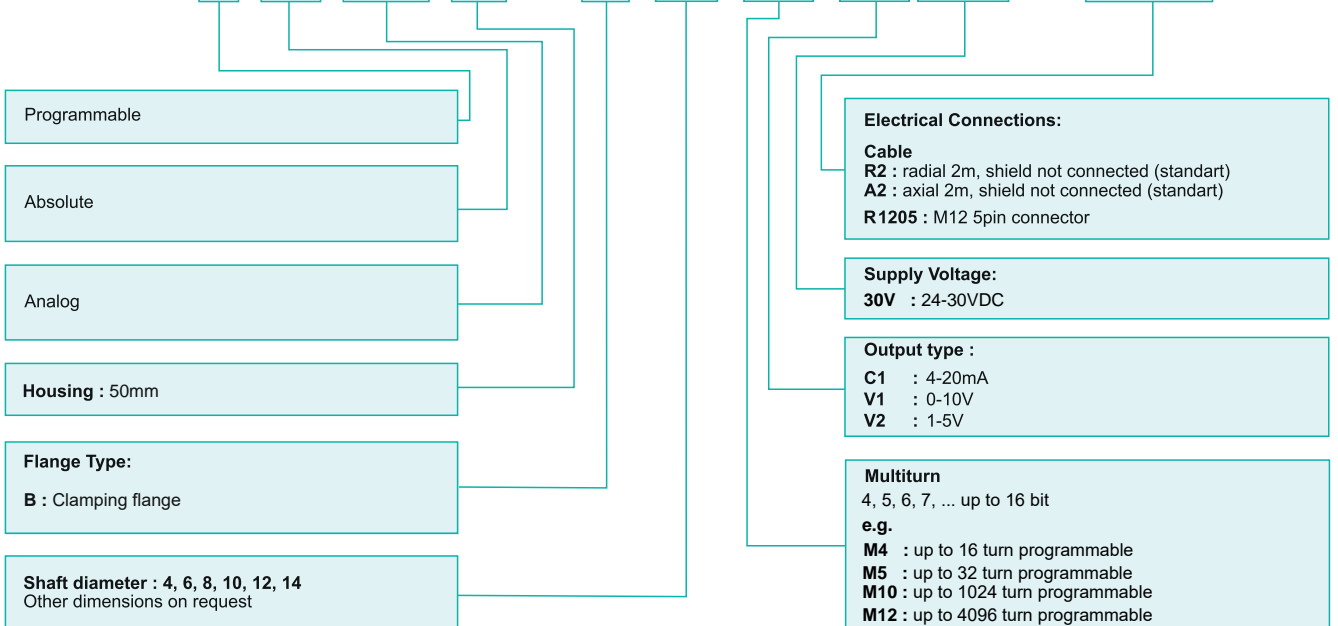 Programmable
Absolute
Analog
Housing : 50mm
Flange Type:
B : Clamping flange
Shaft diameter : 4, 6, 8, 10, 12, 14
Other dimensions on request
Electrical Connections:
Cable
R2 : radial 2m, shield not connected (standart)
A2 : axial 2m, shield not connected (standart)
R1205 : M12 5pin connector
Supply Voltage:
30V : 24-30VDC
Output type :
C1 : 4-20mA
V1 : 0-10V
V2 : 1-5V
Multiturn
4, 5, 6, 7, ... up to 16 bit
e.g.
M4 : up to 16 turn programmable
M5 : up to 32 turn programmable
M10 : up to 1024 turn programmable
M12 : up to 4096 turn programmable